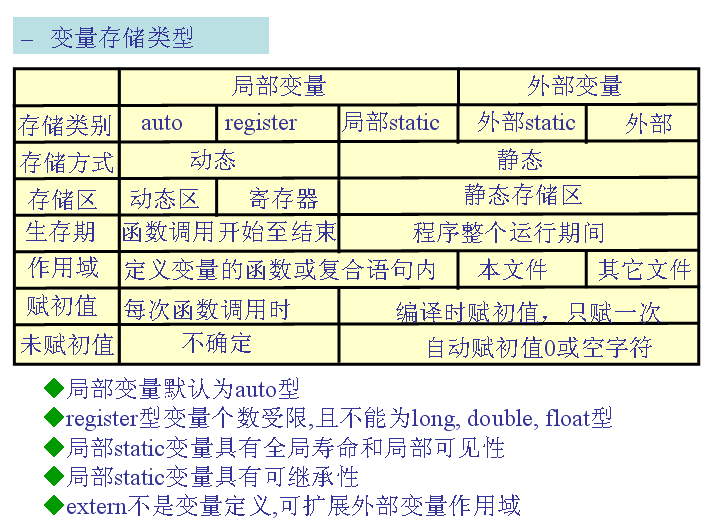 – 变量存储类型
局部变量 外部变量
存储类别 auto register 局部static 外部static 外部
存储方式 动态 静态
存储区 动态区 寄存器 静态存储区
生存期 函数调用开始至结束 程序整个运行期间
作用域 定义变量的函数或复合语句内 本文件 其它文件
赋初值 每次函数调用时 编译时赋初值，只赋一次
未赋初值 不确定 自动赋初值0或空字符
◆局部变量默认为auto型
◆register型变量个数受限,且不能为long, double, float型
◆局部static变量具有全局寿命和局部可见性
◆局部static变量具有可继承性
◆extern不是变量定义,可扩展外部变量作用域